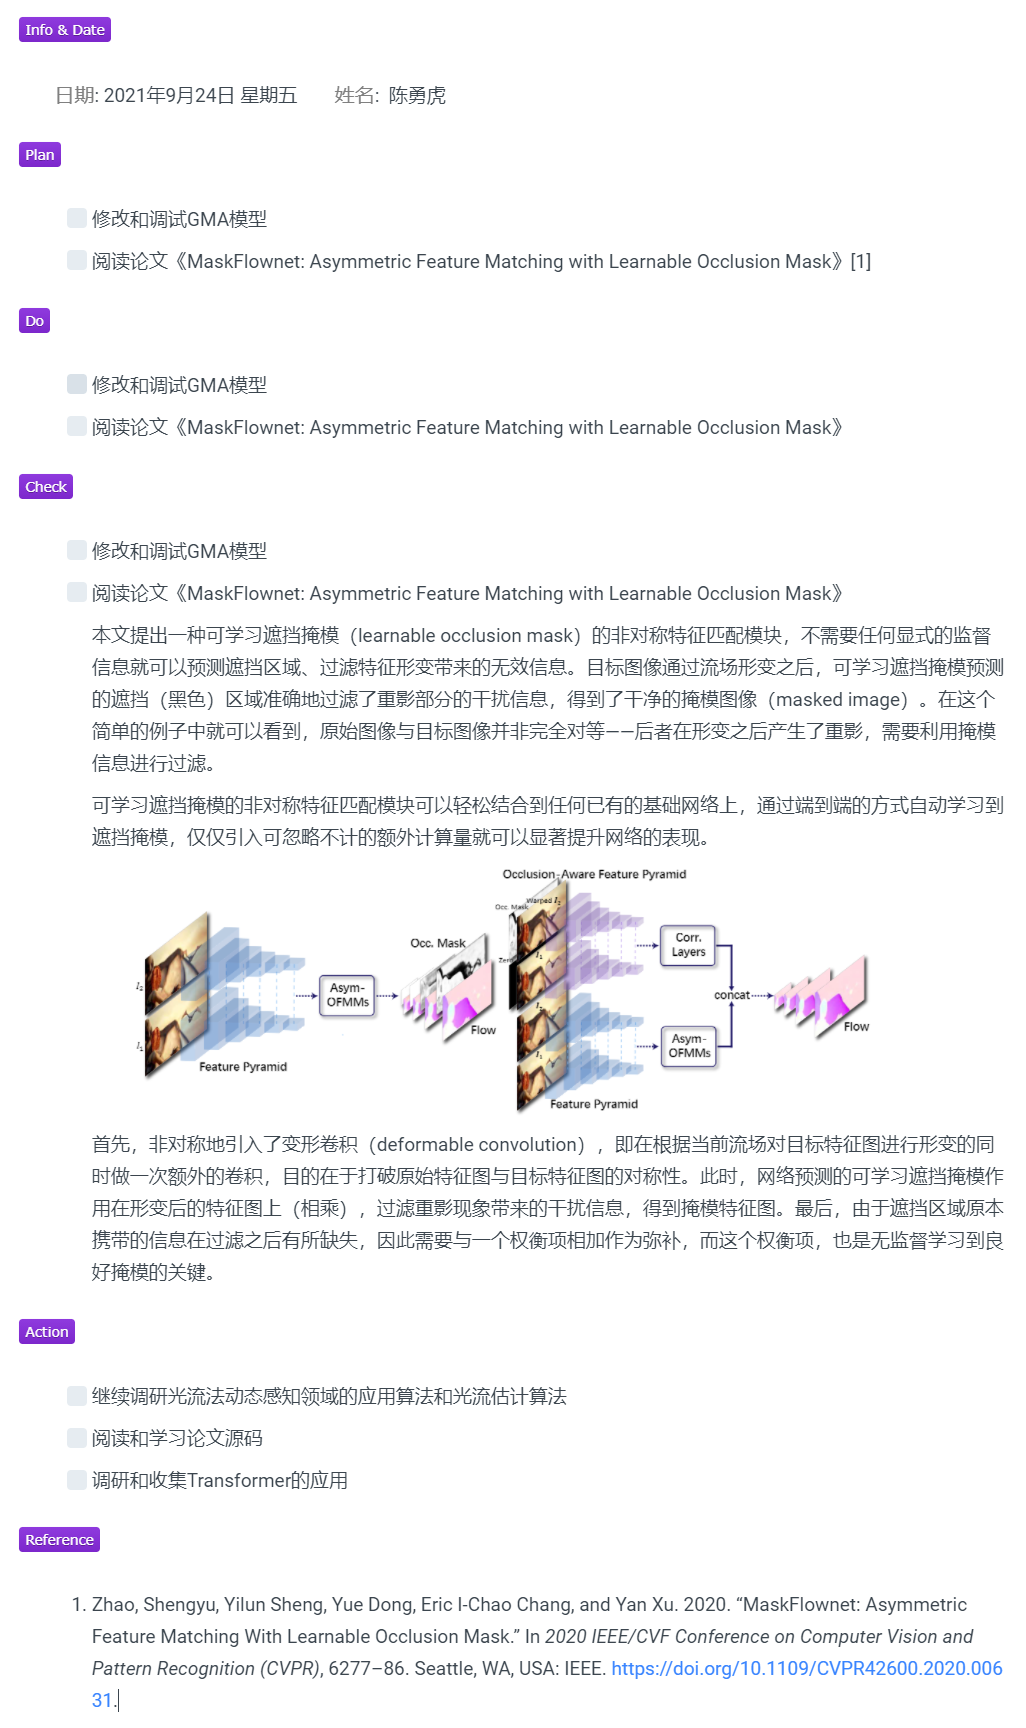 Info & Date
日期: 2021年9月24日 星期五 姓名: 陈勇虎
Plan
修改和调试GMA模型
阅读论文《MaskFlownet: Asymmetric Feature Matching with Learnable Occlusion Mask》[1]
Do
修改和调试GMA模型
阅读论文《MaskFlownet: Asymmetric Feature Matching with Learnable Occlusion Mask》
Check
修改和调试GMA模型
阅读论文《MaskFlownet: Asymmetric Feature Matching with Learnable Occlusion Mask》
本文提出一种可学习遮挡掩模（learnable occlusion mask）的非对称特征匹配模块，不需要任何显式的监督
信息就可以预测遮挡区域、过滤特征形变带来的无效信息。目标图像通过流场形变之后，可学习遮挡掩模预测
的遮挡（黑色）区域准确地过滤了重影部分的干扰信息，得到了干净的掩模图像（masked image）。在这个
简单的例子中就可以看到，原始图像与目标图像并非完全对等——后者在形变之后产生了重影，需要利用掩模
信息进行过滤。
可学习遮挡掩模的非对称特征匹配模块可以轻松结合到任何已有的基础网络上，通过端到端的方式自动学习到
遮挡掩模，仅仅引入可忽略不计的额外计算量就可以显著提升网络的表现。
Occlusion-Aware Feature Pyramid
Warped I₂
Occ. Mask
Occ. Mask
Corr.
Layers
I₂
I₁
Asym-
OFMMs
concat
Flow
Flow
I₁
I₂
I₁
Asym-
OFMMs
Feature Pyramid
Feature Pyramid
首先，非对称地引入了变形卷积（deformable convolution），即在根据当前流场对目标特征图进行形变的同
时做一次额外的卷积，目的在于打破原始特征图与目标特征图的对称性。此时，网络预测的可学习遮挡掩模作
用在形变后的特征图上（相乘），过滤重影现象带来的干扰信息，得到掩模特征图。最后，由于遮挡区域原本
携带的信息在过滤之后有所缺失，因此需要与一个权衡项相加作为弥补，而这个权衡项，也是无监督学习到良
好掩模的关键。
Action
继续调研光流法动态感知领域的应用算法和光流估计算法
阅读和学习论文源码
调研和收集Transformer的应用
Reference
1. Zhao, Shengyu, Yilun Sheng, Yue Dong, Eric I-Chao Chang, and Yan Xu. 2020. “MaskFlownet: Asymmetric
Feature Matching With Learnable Occlusion Mask.” In 2020 IEEE/CVF Conference on Computer Vision and
Pattern Recognition (CVPR), 6277–86. Seattle, WA, USA: IEEE. https://doi.org/10.1109/CVPR42600.2020.006
31.